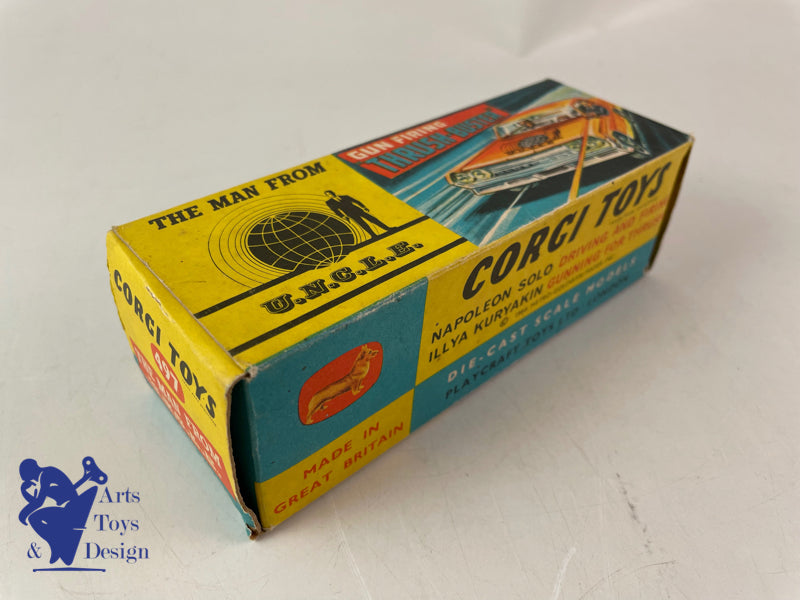 THE MAN FROM
U.N.C.L.E.
GUN FIRING
THRUSH-BUSTER
CORGI TOYS
NAPOLEON SOLO DRIVING AND FIRING
ILLYA KURYAKIN GUNNING FOR THRUSH
©
DIE-CAST SCALE MODELS
PLAYCRAFT TOYS LTD. LONDON
MADE IN
GREAT BRITAIN
CORGI TOYS
497
THE MAN FROM
Arts
Toys
& Design